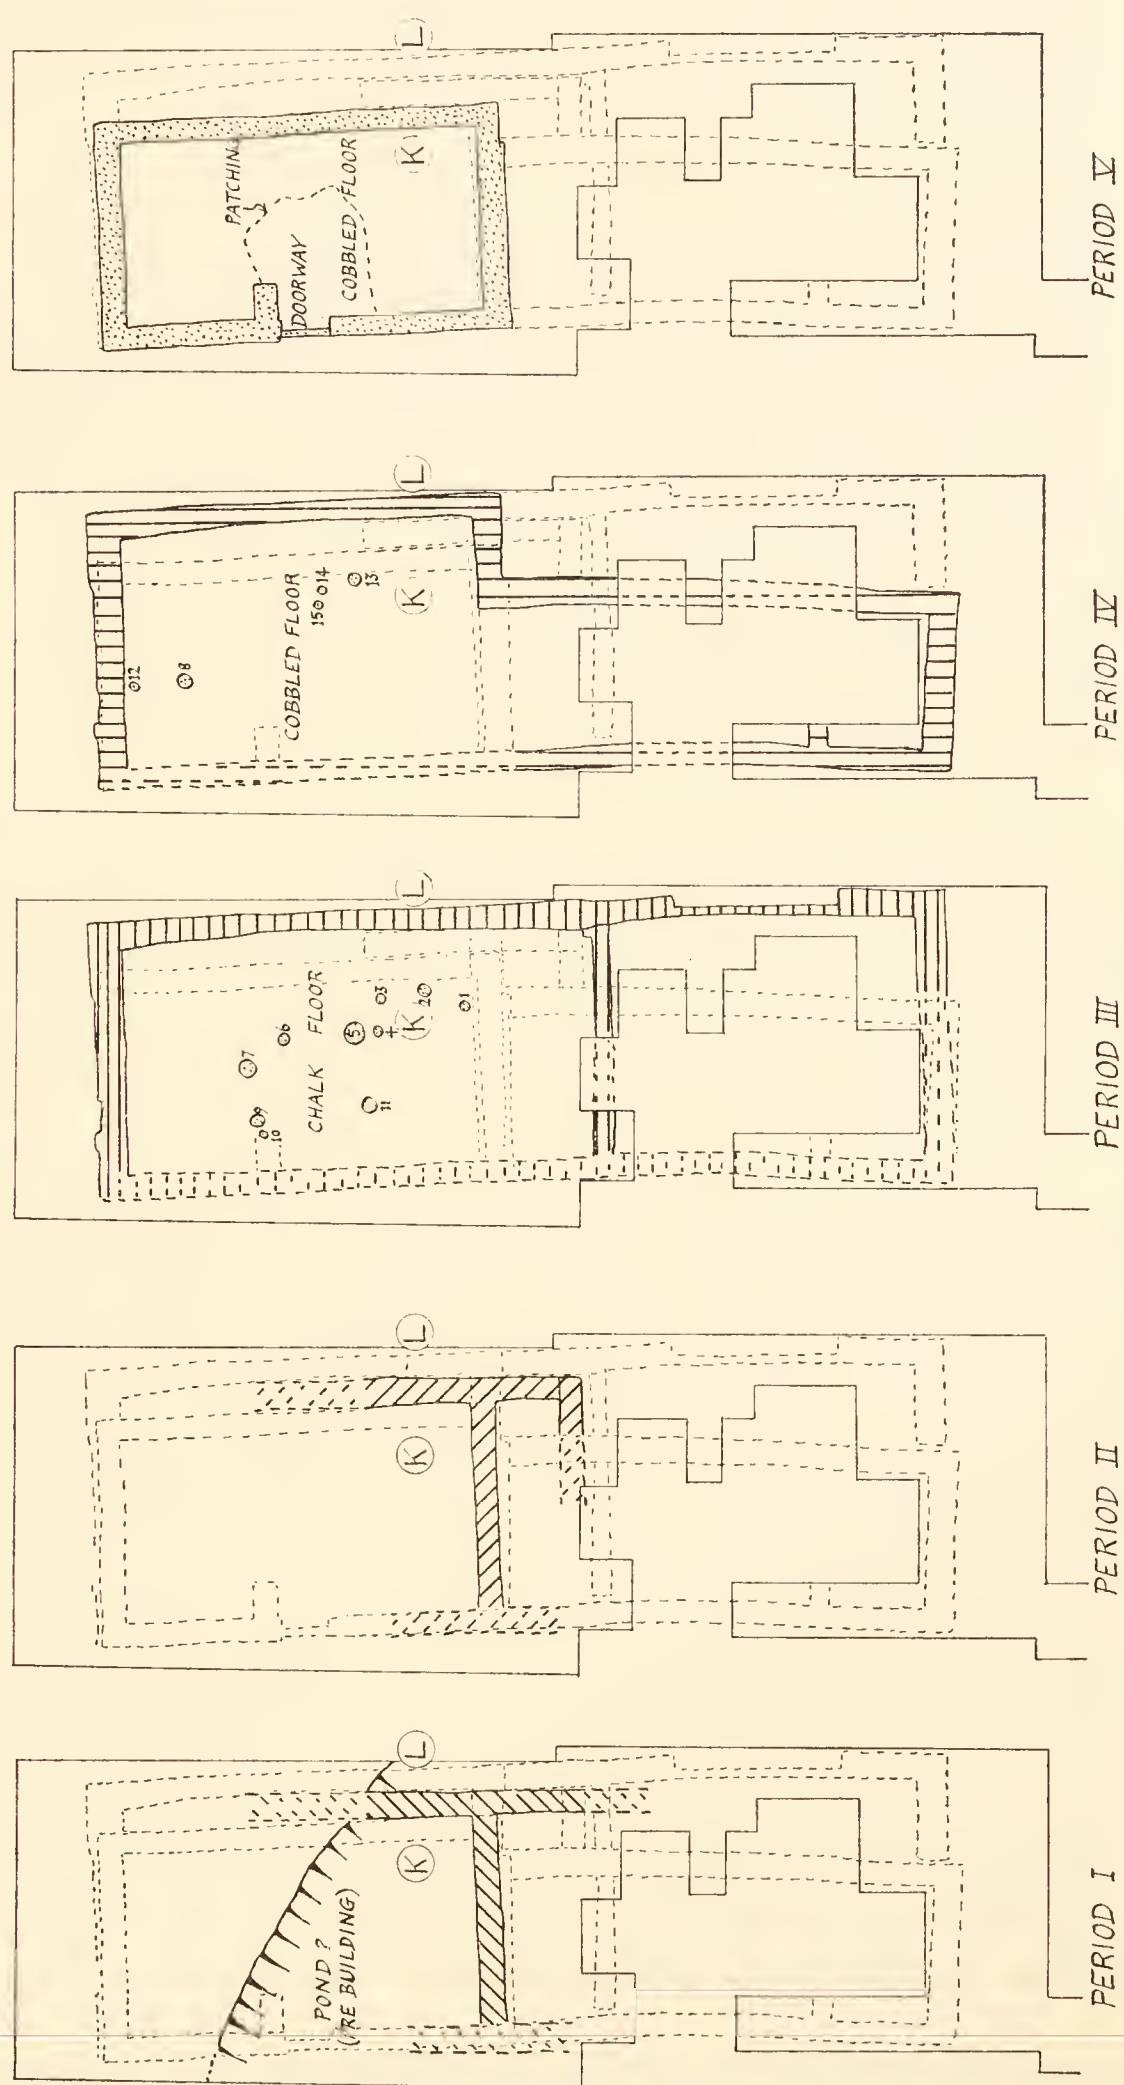 PATCHING
DOORWAY
COBBLED FLOOR
K
L
PERIOD V
12
8
COBBLED FLOOR
15
14
13
K
L
PERIOD IV
CHALK FLOOR
7
6
9
10
5
4
3
2
1
11
K
L
PERIOD III
K
L
PERIOD II
POND ?
(PRE BUILDING)
K
L
PERIOD I